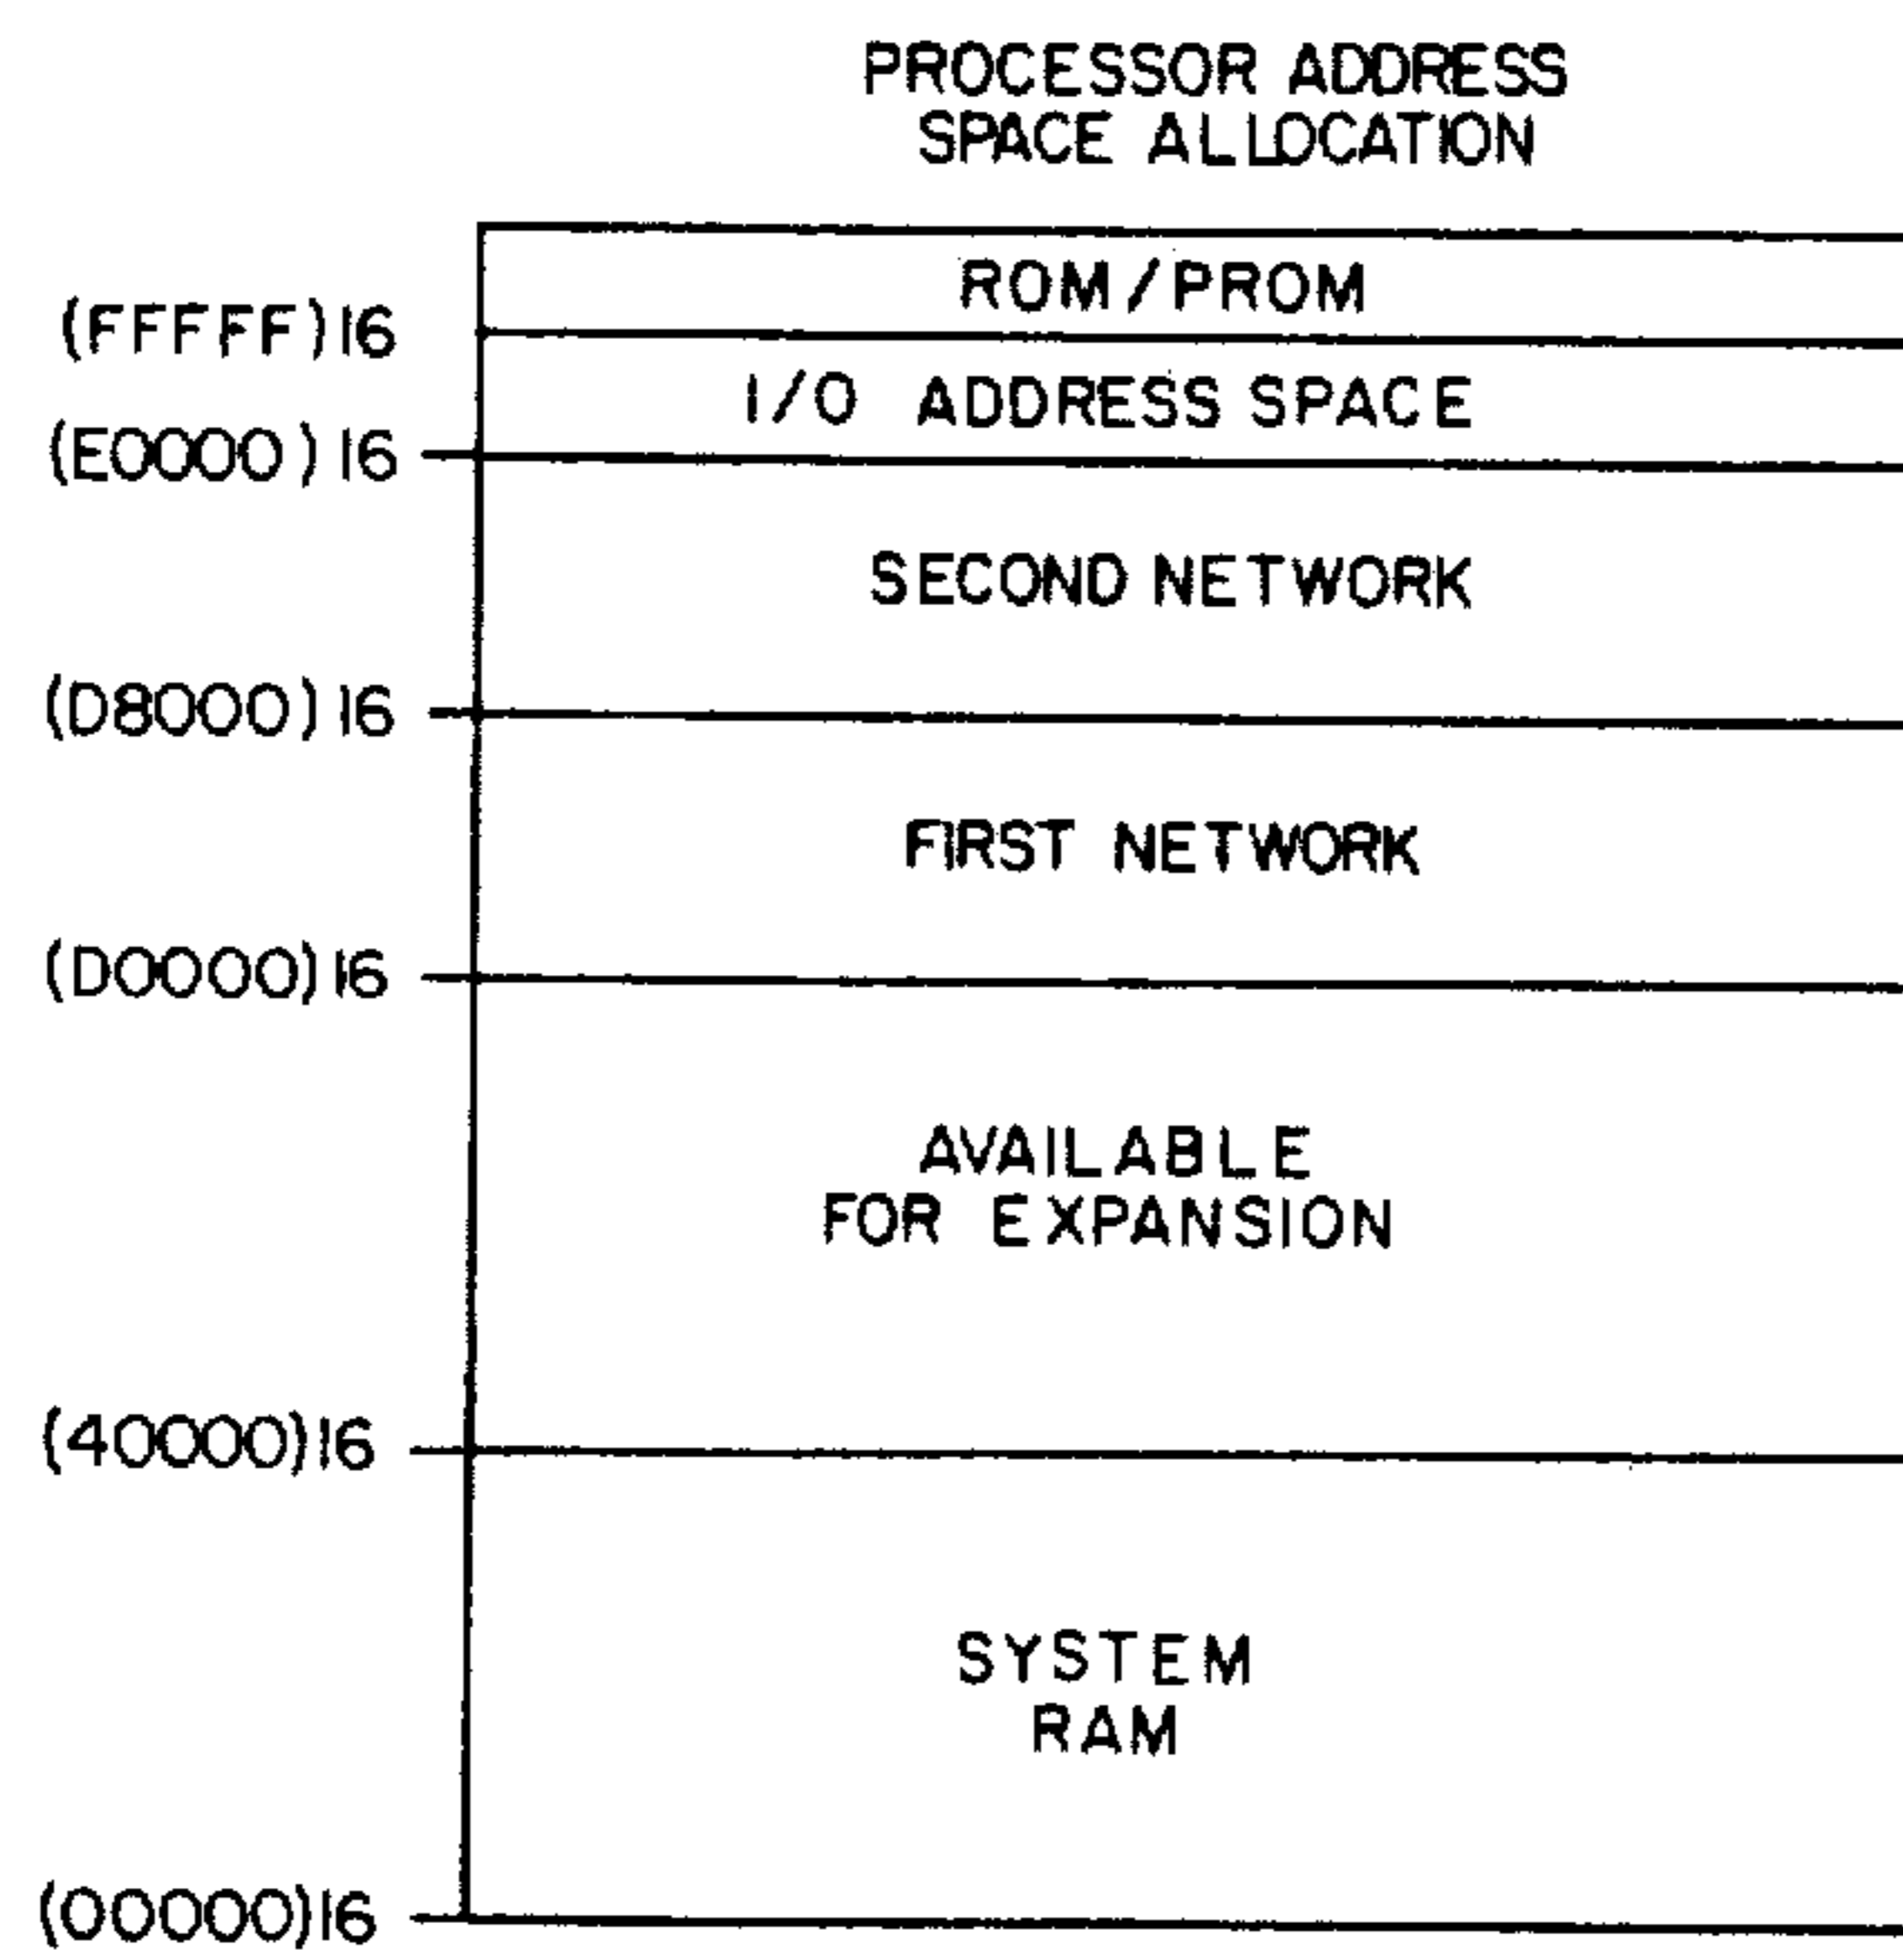 PROCESSOR ADDRESS
SPACE ALLOCATION
ROM/PROM
(FFFFF)16
I/O ADDRESS SPACE
(E0000)16
SECOND NETWORK
(D8000)16
FIRST NETWORK
(D0000)16
AVAILABLE
FOR EXPANSION
(40000)16
SYSTEM
RAM
(00000)16